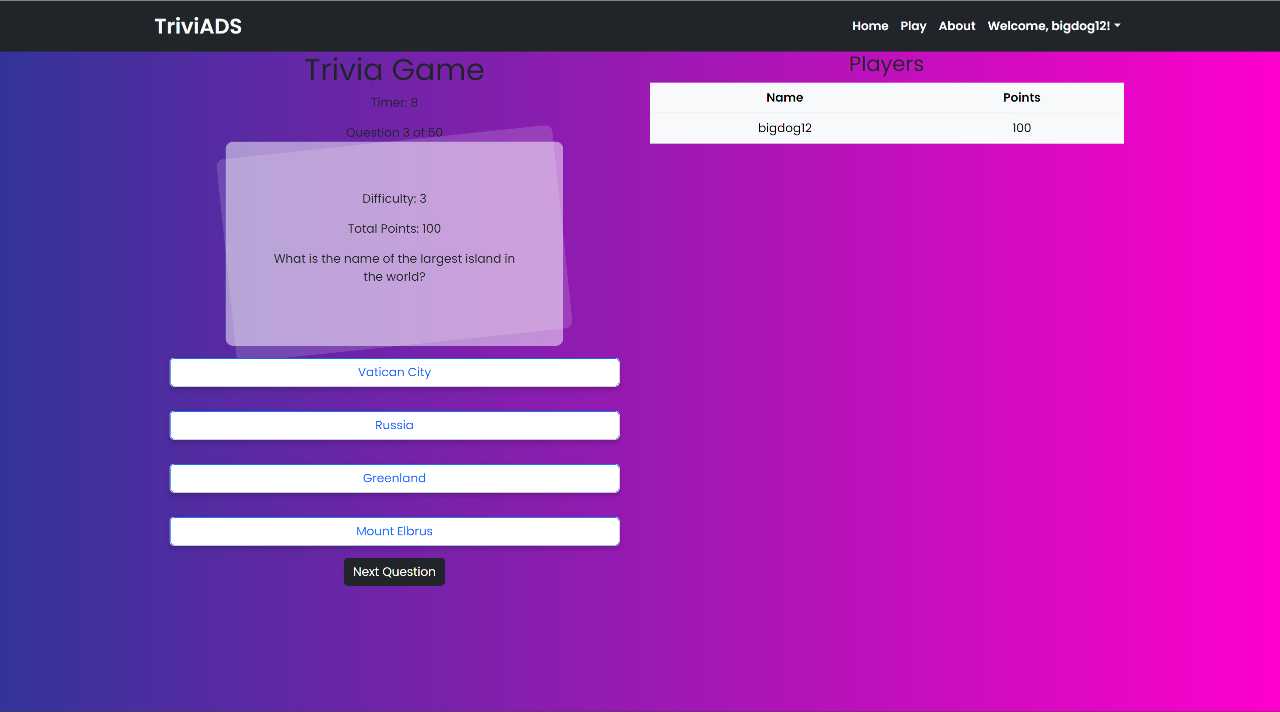 TriviADS
Home Play About Welcome, bigdog12!
Trivia Game
Timer: 8
Question 3 of 50
Difficulty: 3
Total Points: 100
What is the name of the largest island in
the world?
Vatican City
Russia
Greenland
Mount Elbrus
Next Question
Players
Name Points
bigdog12 100